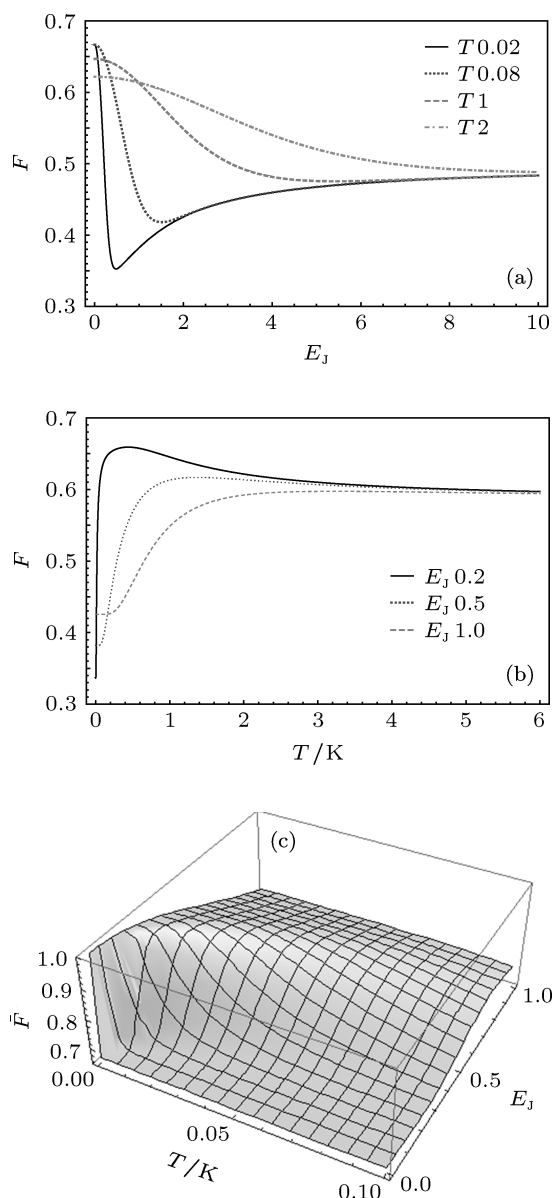 0.7
0.6
0.5
0.4
0.3
F
T 0.02
T 0.08
T 1
T 2
(a)
0 2 4 6 8 10
E_J
0.7
0.6
0.5
0.4
0.3
F
E_J 0.2
E_J 0.5
E_J 1.0
(b)
0 1 2 3 4 5 6
T/K
(c)
1.0
0.9
0.8
0.7
F̄
0.00
0.05
0.10
T/K
0.0
0.5
1.0
E_J